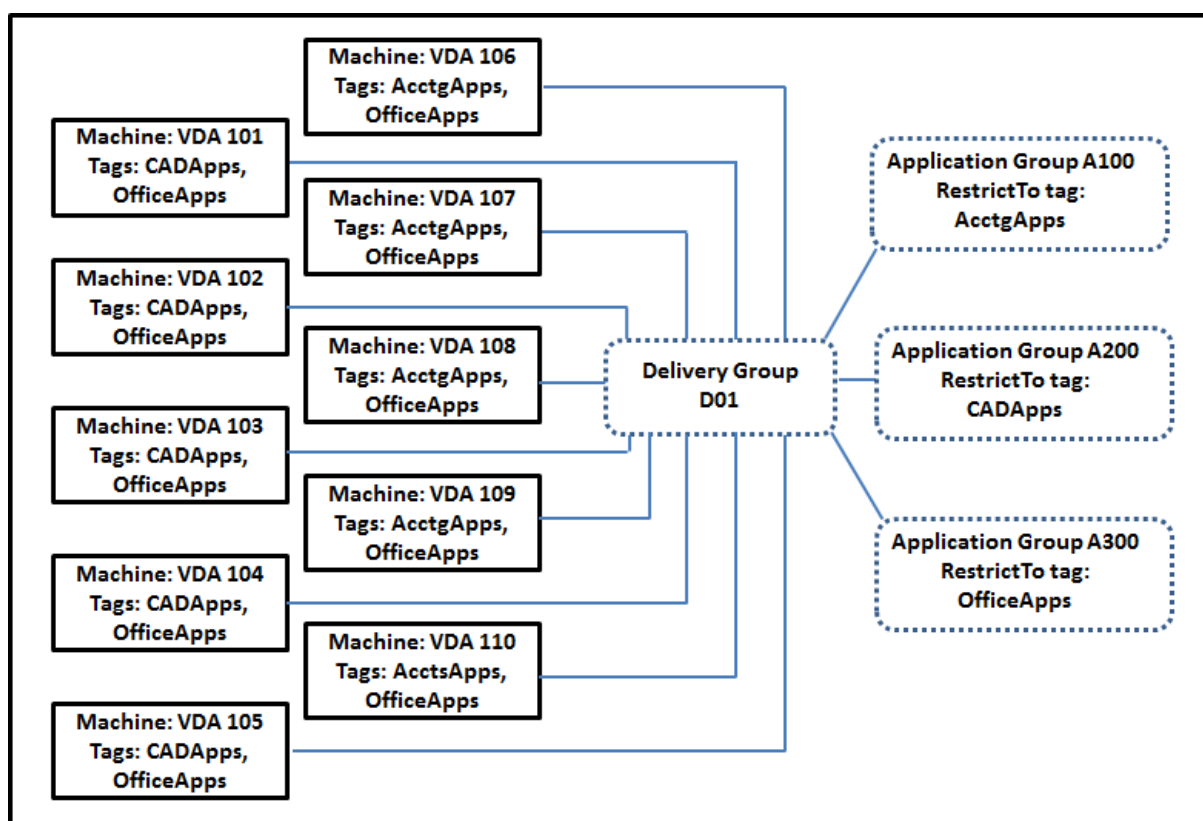 Machine: VDA 106
Tags: AcctgApps,
OfficeApps
Machine: VDA 101
Tags: CADApps,
OfficeApps
Machine: VDA 107
Tags: AcctgApps,
OfficeApps
Machine: VDA 102
Tags: CADApps,
OfficeApps
Machine: VDA 108
Tags: AcctgApps,
OfficeApps
Machine: VDA 103
Tags: CADApps,
OfficeApps
Machine: VDA 109
Tags: AcctgApps,
OfficeApps
Machine: VDA 104
Tags: CADApps,
OfficeApps
Machine: VDA 110
Tags: AcctsApps,
OfficeApps
Machine: VDA 105
Tags: CADApps,
OfficeApps
Delivery Group
D01
Application Group A100
RestrictTo tag:
AcctgApps
Application Group A200
RestrictTo tag:
CADApps
Application Group A300
RestrictTo tag:
OfficeApps